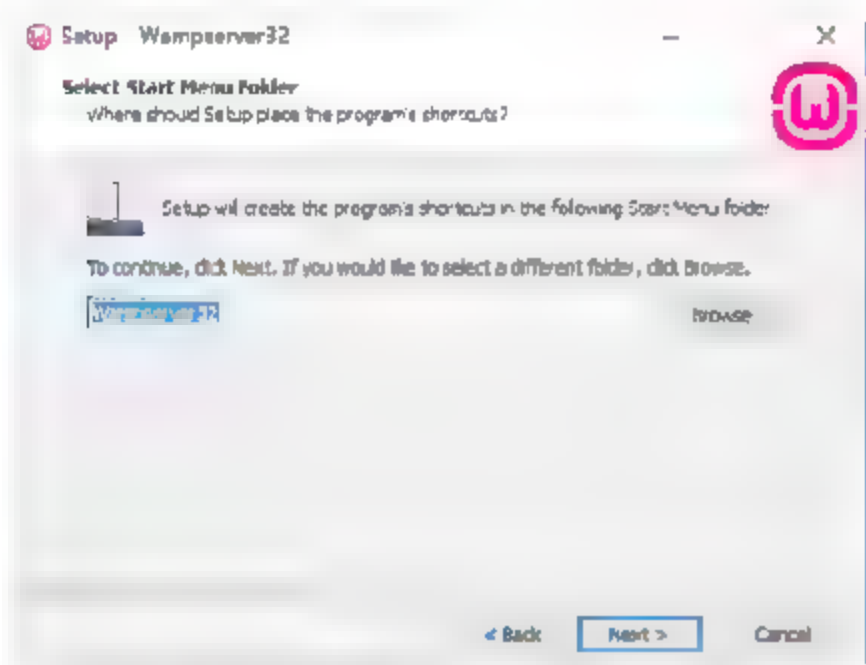 Setup Wampserver32
Select Start Menu Folder
Where should Setup place the program's shortcuts?
Setup will create the program's shortcuts in the following Start Menu folder
To continue, click Next. If you would like to select a different folder, click Browse.
Wampserver32
Browse
< Back
Next >
Cancel